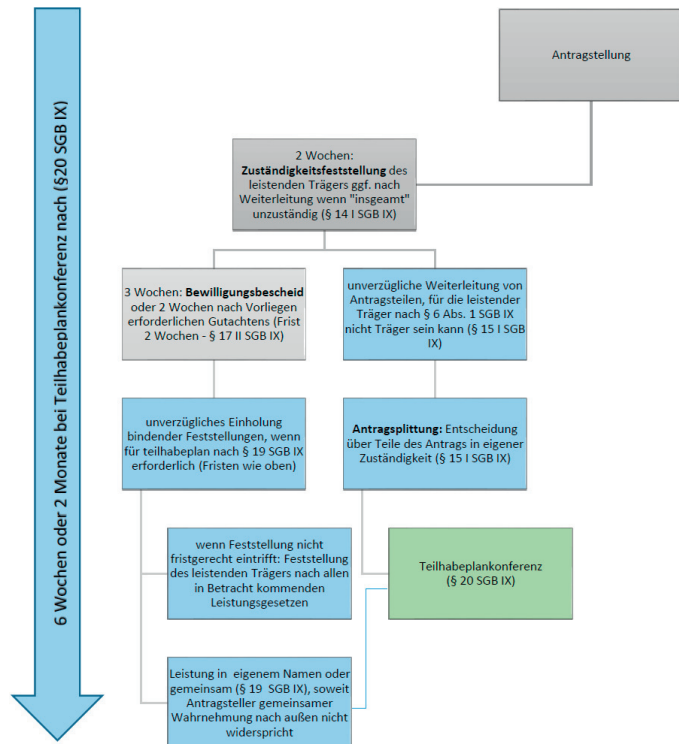 6 Wochen oder 2 Monate bei Teilhabeplankonferenz nach (§20 SGB IX)
Antragstellung
2 Wochen:
Zuständigkeitsfeststellung des
leistenden Trägers ggf. nach
Weiterleitung wenn "insgeamt"
unzuständig (§ 14 I SGB IX)
3 Wochen: Bewilligungsbescheid
oder 2 Wochen nach Vorliegen
erforderlichen Gutachtens (Frist
2 Wochen - § 17 II SGB IX)
unverzügliche Weiterleitung von
Antragsteilen, für die leistender
Träger nach § 6 Abs. 1 SGB IX
nicht Träger sein kann (§ 15 I SGB
IX)
unverzügliches Einholung
bindender Feststellungen, wenn
für teilhabeplan nach § 19 SGB IX
erforderlich (Fristen wie oben)
Antragsplittung: Entscheidung
über Teile des Antrags in eigener
Zuständigkeit (§ 15 I SGB IX)
wenn Feststellung nicht
fristgerecht eintrifft: Feststellung
des leistenden Trägers nach allen
in Betracht kommenden
Leistungsgesetzen
Teilhabeplankonferenz
(§ 20 SGB IX)
Leistung in eigenem Namen oder
gemeinsam (§ 19 SGB IX), soweit
Antragsteller gemeinsamer
Wahrnehmung nach außen nicht
widerspricht